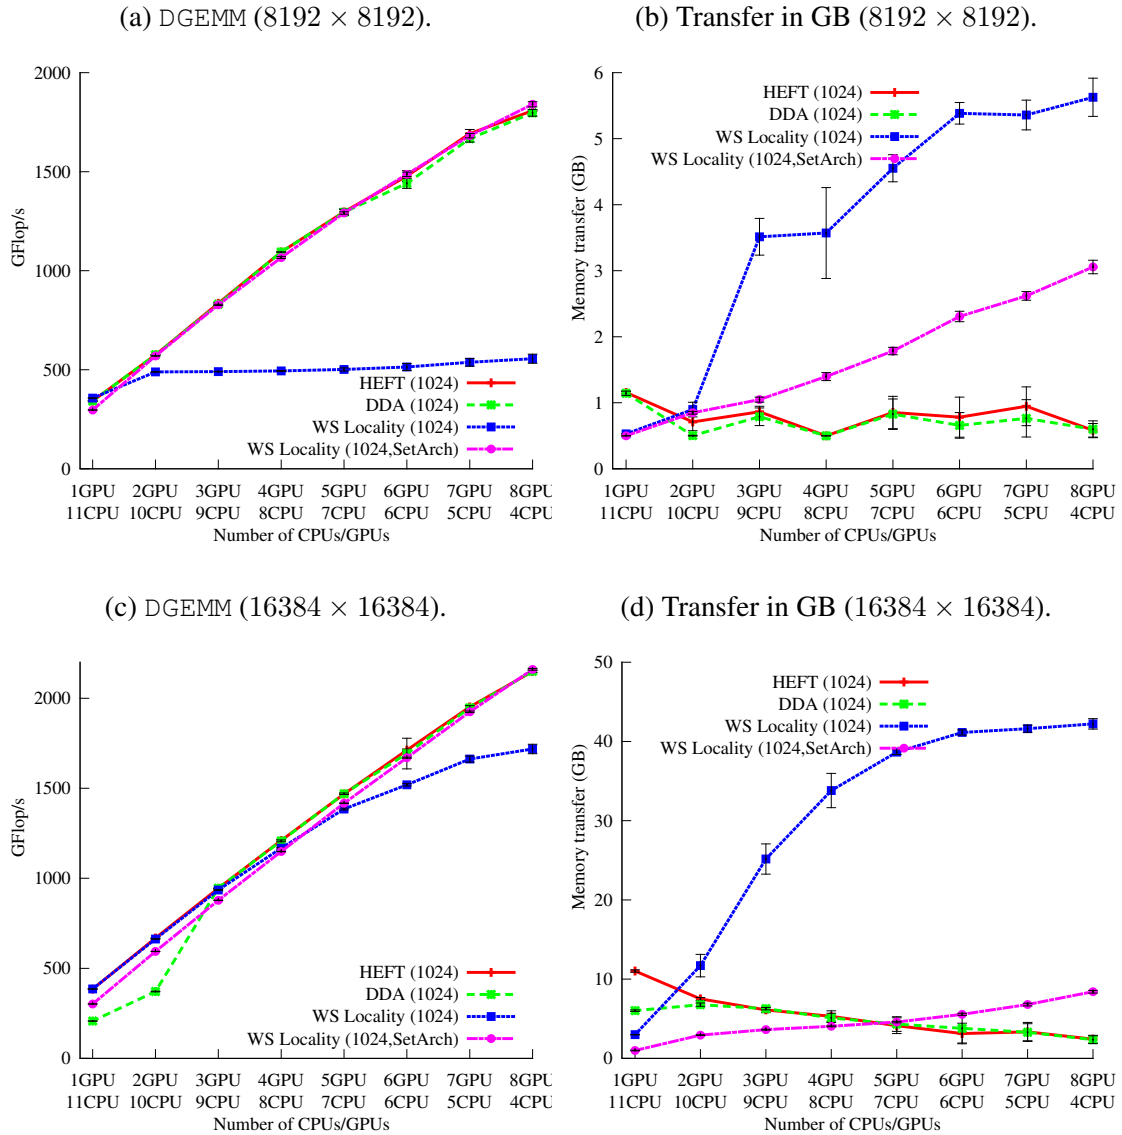 (a) DGEMM (8192 × 8192).
2000
1500
1000
500
0
GFlop/s
HEFT (1024)
DDA (1024)
WS Locality (1024)
WS Locality (1024,SetArch)
1GPU 2GPU 3GPU 4GPU 5GPU 6GPU 7GPU 8GPU
11CPU 10CPU 9CPU 8CPU 7CPU 6CPU 5CPU 4CPU
Number of CPUs/GPUs
(b) Transfer in GB (8192 × 8192).
6
5
4
3
2
1
0
Memory transfer (GB)
HEFT (1024)
DDA (1024)
WS Locality (1024)
WS Locality (1024,SetArch)
1GPU 2GPU 3GPU 4GPU 5GPU 6GPU 7GPU 8GPU
11CPU 10CPU 9CPU 8CPU 7CPU 6CPU 5CPU 4CPU
Number of CPUs/GPUs
(c) DGEMM (16384 × 16384).
2000
1500
1000
500
0
GFlop/s
HEFT (1024)
DDA (1024)
WS Locality (1024)
WS Locality (1024,SetArch)
1GPU 2GPU 3GPU 4GPU 5GPU 6GPU 7GPU 8GPU
11CPU 10CPU 9CPU 8CPU 7CPU 6CPU 5CPU 4CPU
Number of CPUs/GPUs
(d) Transfer in GB (16384 × 16384).
50
40
30
20
10
0
Memory transfer (GB)
HEFT (1024)
DDA (1024)
WS Locality (1024)
WS Locality (1024,SetArch)
1GPU 2GPU 3GPU 4GPU 5GPU 6GPU 7GPU 8GPU
11CPU 10CPU 9CPU 8CPU 7CPU 6CPU 5CPU 4CPU
Number of CPUs/GPUs